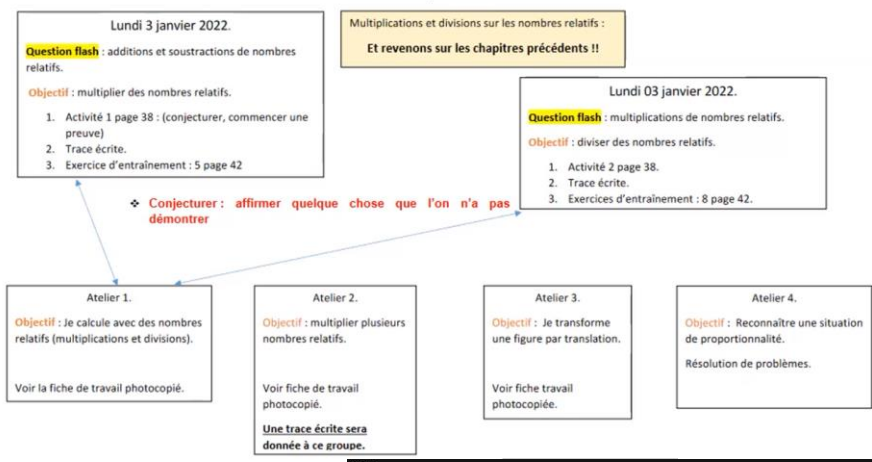 Lundi 3 janvier 2022.
Question flash : additions et soustractions de nombres
relatifs.
Objectif : multiplier des nombres relatifs.
1. Activité 1 page 38 : (conjecturer, commencer une
preuve)
2. Trace écrite.
3. Exercice d'entraînement : 5 page 42
Multiplications et divisions sur les nombres relatifs :
Et revenons sur les chapitres précédents !!
Lundi 03 janvier 2022.
Question flash : multiplications de nombres relatifs.
Objectif : diviser des nombres relatifs.
1. Activité 2 page 38.
2. Trace écrite.
3. Exercices d'entraînement : 8 page 42.
❖ Conjecturer : affirmer quelque chose que l'on n'a pas
démontrer
Atelier 1.
Objectif : Je calcule avec des nombres
relatifs (multiplications et divisions).
Voir la fiche de travail photocopié.
Atelier 2.
Objectif : multiplier plusieurs
nombres relatifs.
Voir fiche de travail
photocopié.
Une trace écrite sera
donnée à ce groupe.
Atelier 3.
Objectif : Je transforme
une figure par translation.
Voir fiche travail
photocopiée.
Atelier 4.
Objectif : Reconnaître une situation
de proportionnalité.
Résolution de problèmes.